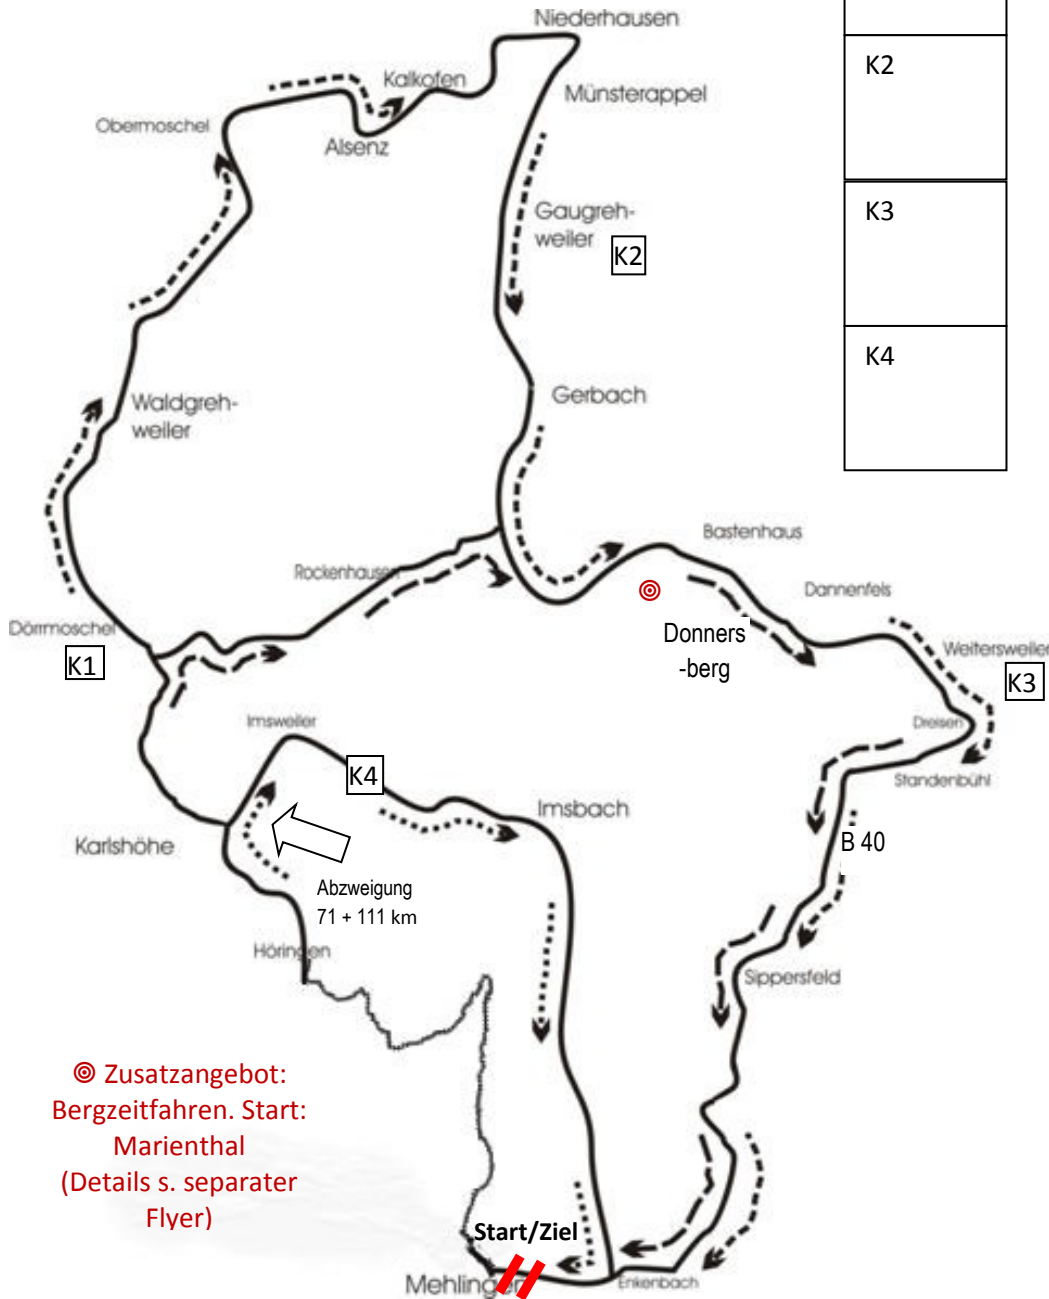 Niederhausen
K2
Kalkofen
Münsterappel
Obermoschel
Alsenz
Gaugreh-
weiler
K2
K3
K4
Gerbach
Waldgreh-
weiler
Bastenhaus
Rockenhausen
Dannenfels
Dörrmoschel
K1
Donners
-berg
Weitersweiler
K3
Imsweiler
Dreisen
K4
Standenbühl
Imsbach
Karlshöhe
B 40
Abzweigung
71 + 111 km
Höringen
Sippersfeld
Zusatzangebot:
Bergzeitfahren. Start:
Marienthal
(Details s. separater
Flyer)
Start/Ziel
Mehlingen
Enkenbach